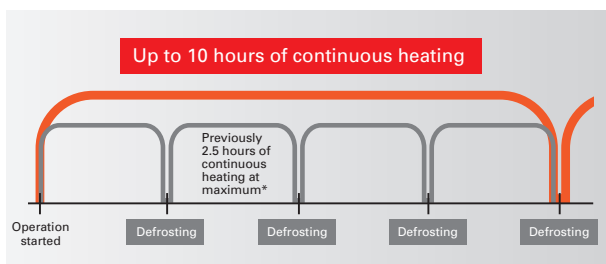 Up to 10 hours of continuous heating
Previously
2.5 hours of
continuous
heating at
maximum*
Operation
started
Defrosting
Defrosting
Defrosting
Defrosting